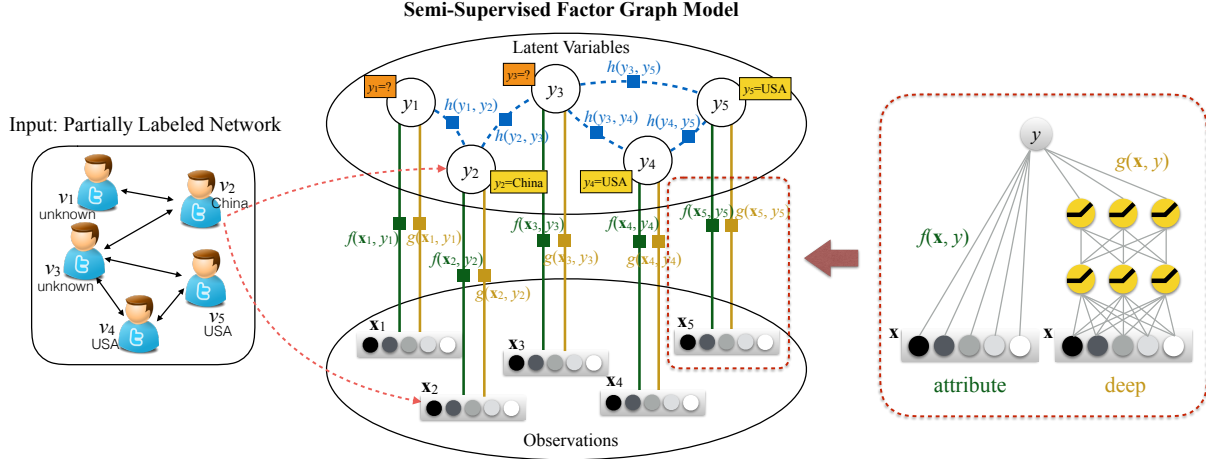 Semi-Supervised Factor Graph Model
Input: Partially Labeled Network
v1
unknown
v2
China
v3
unknown
v4
USA
v5
USA
Latent Variables
y1=?
y1
h(y1, y2)
y2
y2=China
h(y2, y3)
y3=?
y3
h(y3, y5)
h(y3, y4)
h(y4, y5)
y4
y4=USA
y5
y5=USA
f(x1, y1)
g(x1, y1)
f(x2, y2)
g(x2, y2)
f(x3, y3)
g(x3, y3)
f(x4, y4)
g(x4, y4)
f(x5, y5)
g(x5, y5)
x1
x2
x3
x4
x5
Observations
y
f(x, y)
g(x, y)
x
x
attribute
deep